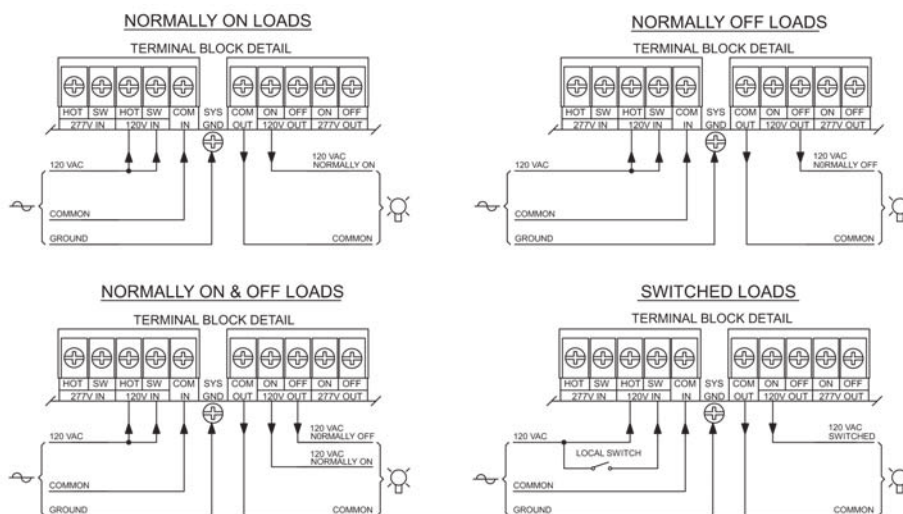 NORMALLY ON LOADS
TERMINAL BLOCK DETAIL
HOT SW HOT SW COM SYS COM ON OFF ON OFF
277V IN 120V IN IN GND OUT 120V OUT 277V OUT
120 VAC
120 VAC
NORMALLY ON
COMMON
GROUND
COMMON
NORMALLY OFF LOADS
TERMINAL BLOCK DETAIL
HOT SW HOT SW COM SYS COM ON OFF ON OFF
277V IN 120V IN IN GND OUT 120V OUT 277V OUT
120 VAC
120 VAC
N0RMALLY OFF
COMMON
GROUND
COMMON
NORMALLY ON & OFF LOADS
TERMINAL BLOCK DETAIL
HOT SW HOT SW COM SYS COM ON OFF ON OFF
277V IN 120V IN IN GND OUT 120V OUT 277V OUT
120 VAC
120 VAC
N0RMALLY OFF
120 VAC
NORMALLY ON
COMMON
GROUND
COMMON
SWITCHED LOADS
TERMINAL BLOCK DETAIL
HOT SW HOT SW COM SYS COM ON OFF ON OFF
277V IN 120V IN IN GND OUT 120V OUT 277V OUT
120 VAC
120 VAC
SWITCHED
LOCAL SWITCH
COMMON
GROUND
COMMON